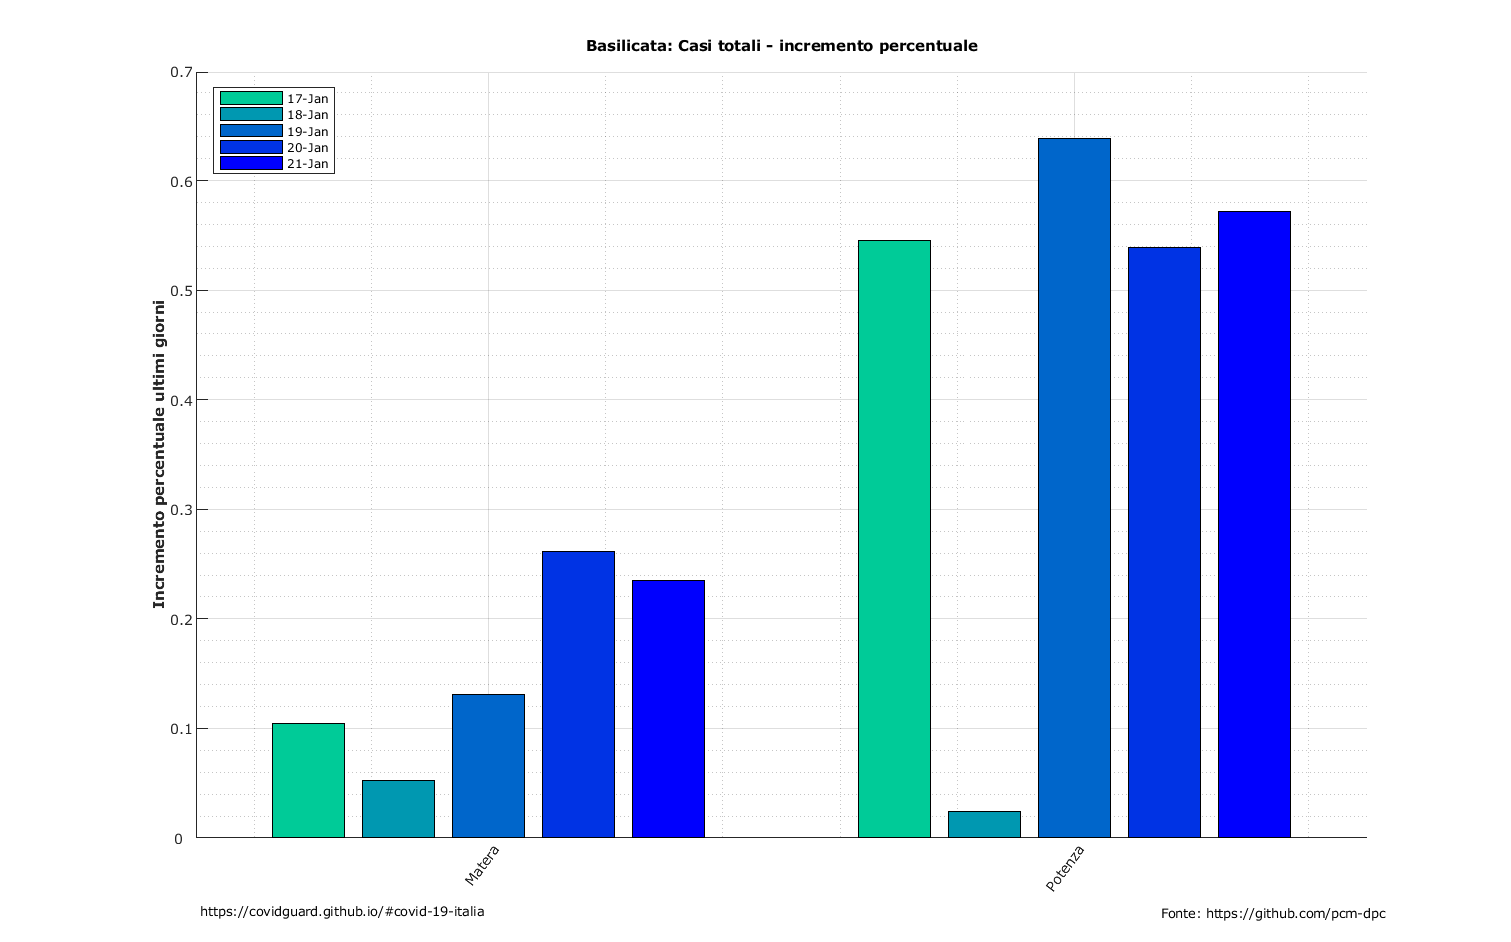 Basilicata: Casi totali - incremento percentuale
0.7
0.6
0.5
0.4
0.3
0.2
0.1
0
Incremento percentuale ultimi giorni
17-Jan
18-Jan
19-Jan
20-Jan
21-Jan
Matera
Potenza
https://covidguard.github.io/#covid-19-italia
Fonte: https://github.com/pcm-dpc